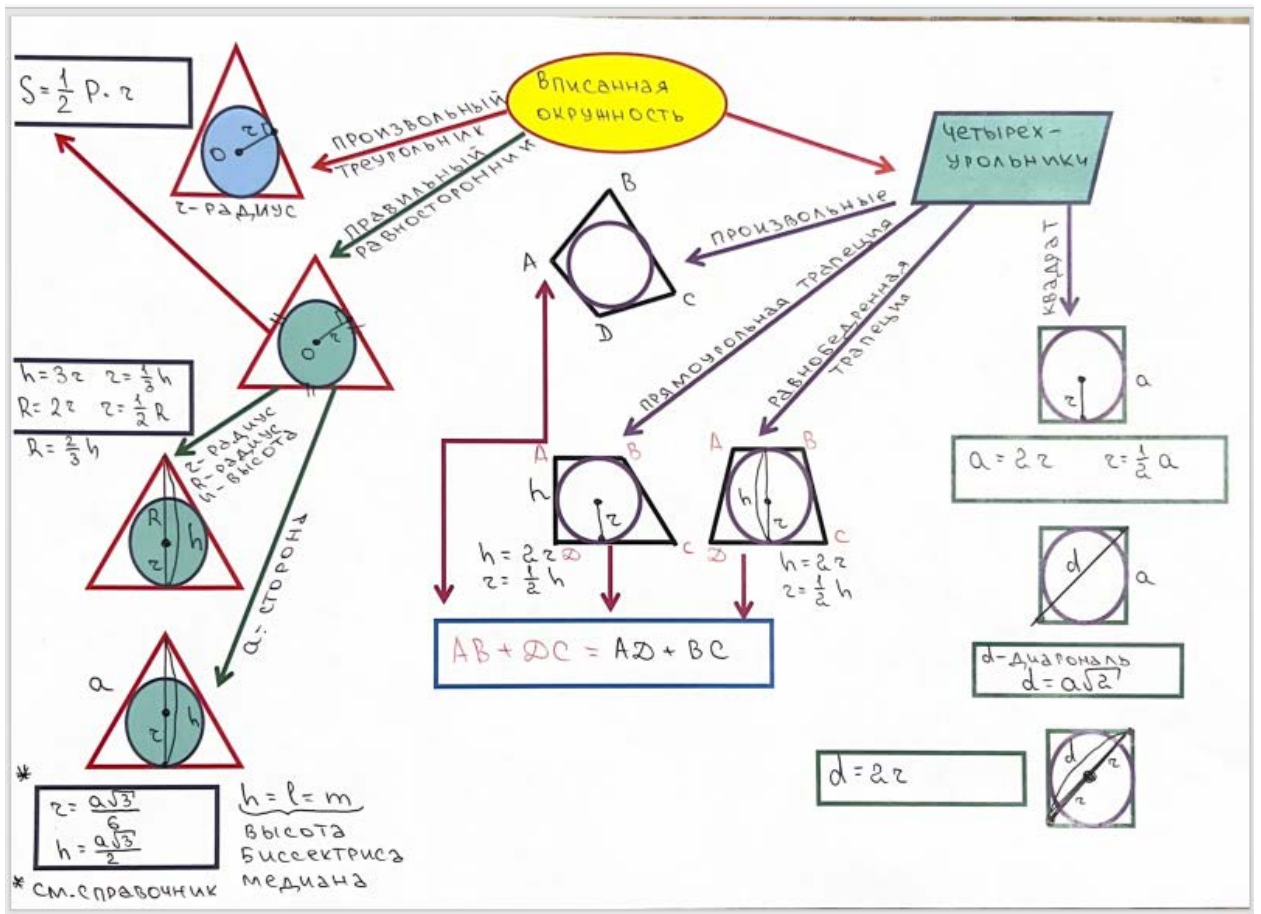 Вписанная
окружность
S = 1/2 P · r
O
r
r - радиус
произвольный
треугольник
правильный
равносторонний
четырех-
угольники
произвольные
прямоугольная трапеция
равнобедренная
трапеция
квадрат
B
A
C
D
O
r
h = 3r r = 1/3 h
R = 2r r = 1/2 R
R = 2/3 h
r - радиус
R - радиус
h - высота
a = сторона
R
r
h
A
B
h
r
D
C
h = 2r
r = 1/2 h
A
B
h
r
D
C
h = 2r
r = 1/2 h
AB + DC = AD + BC
r
a
a = 2r r = 1/2 a
d
a
d - диагональ
d = a√2
d = 2r
d
r
r
a
r
h
*
r = a√3/6
h = a√3/2
* см. справочник
h = l = m
высота
биссектриса
медиана